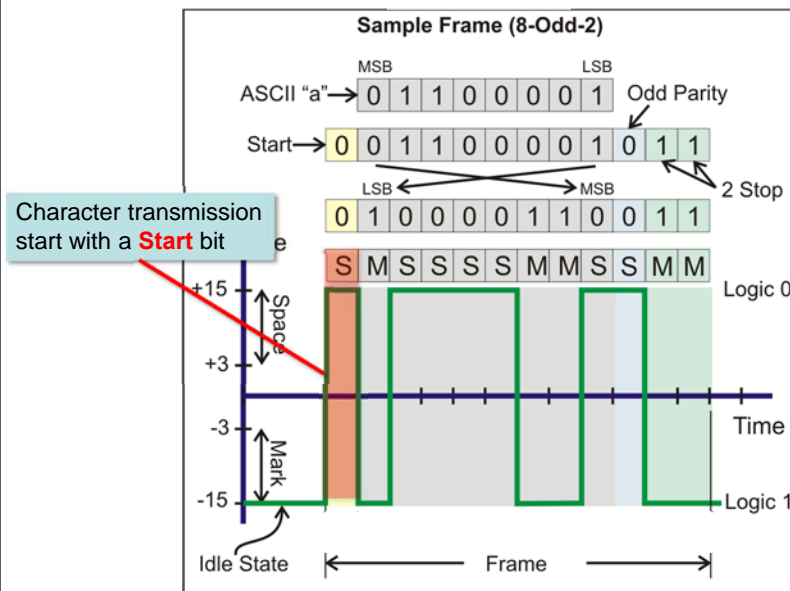 Sample Frame (8-Odd-2)
MSB LSB
ASCII “a” 0 1 1 0 0 0 0 1 Odd Parity
Start 0 0 1 1 0 0 0 0 1 0 1 1
LSB MSB 2 Stop
0 1 0 0 0 0 1 1 0 0 1 1
Character transmission
start with a Start bit
S M S S S S M M S S M M
+15 Logic 0
Space
+3
-3 Time
Mark
-15 Logic 1
Idle State Frame